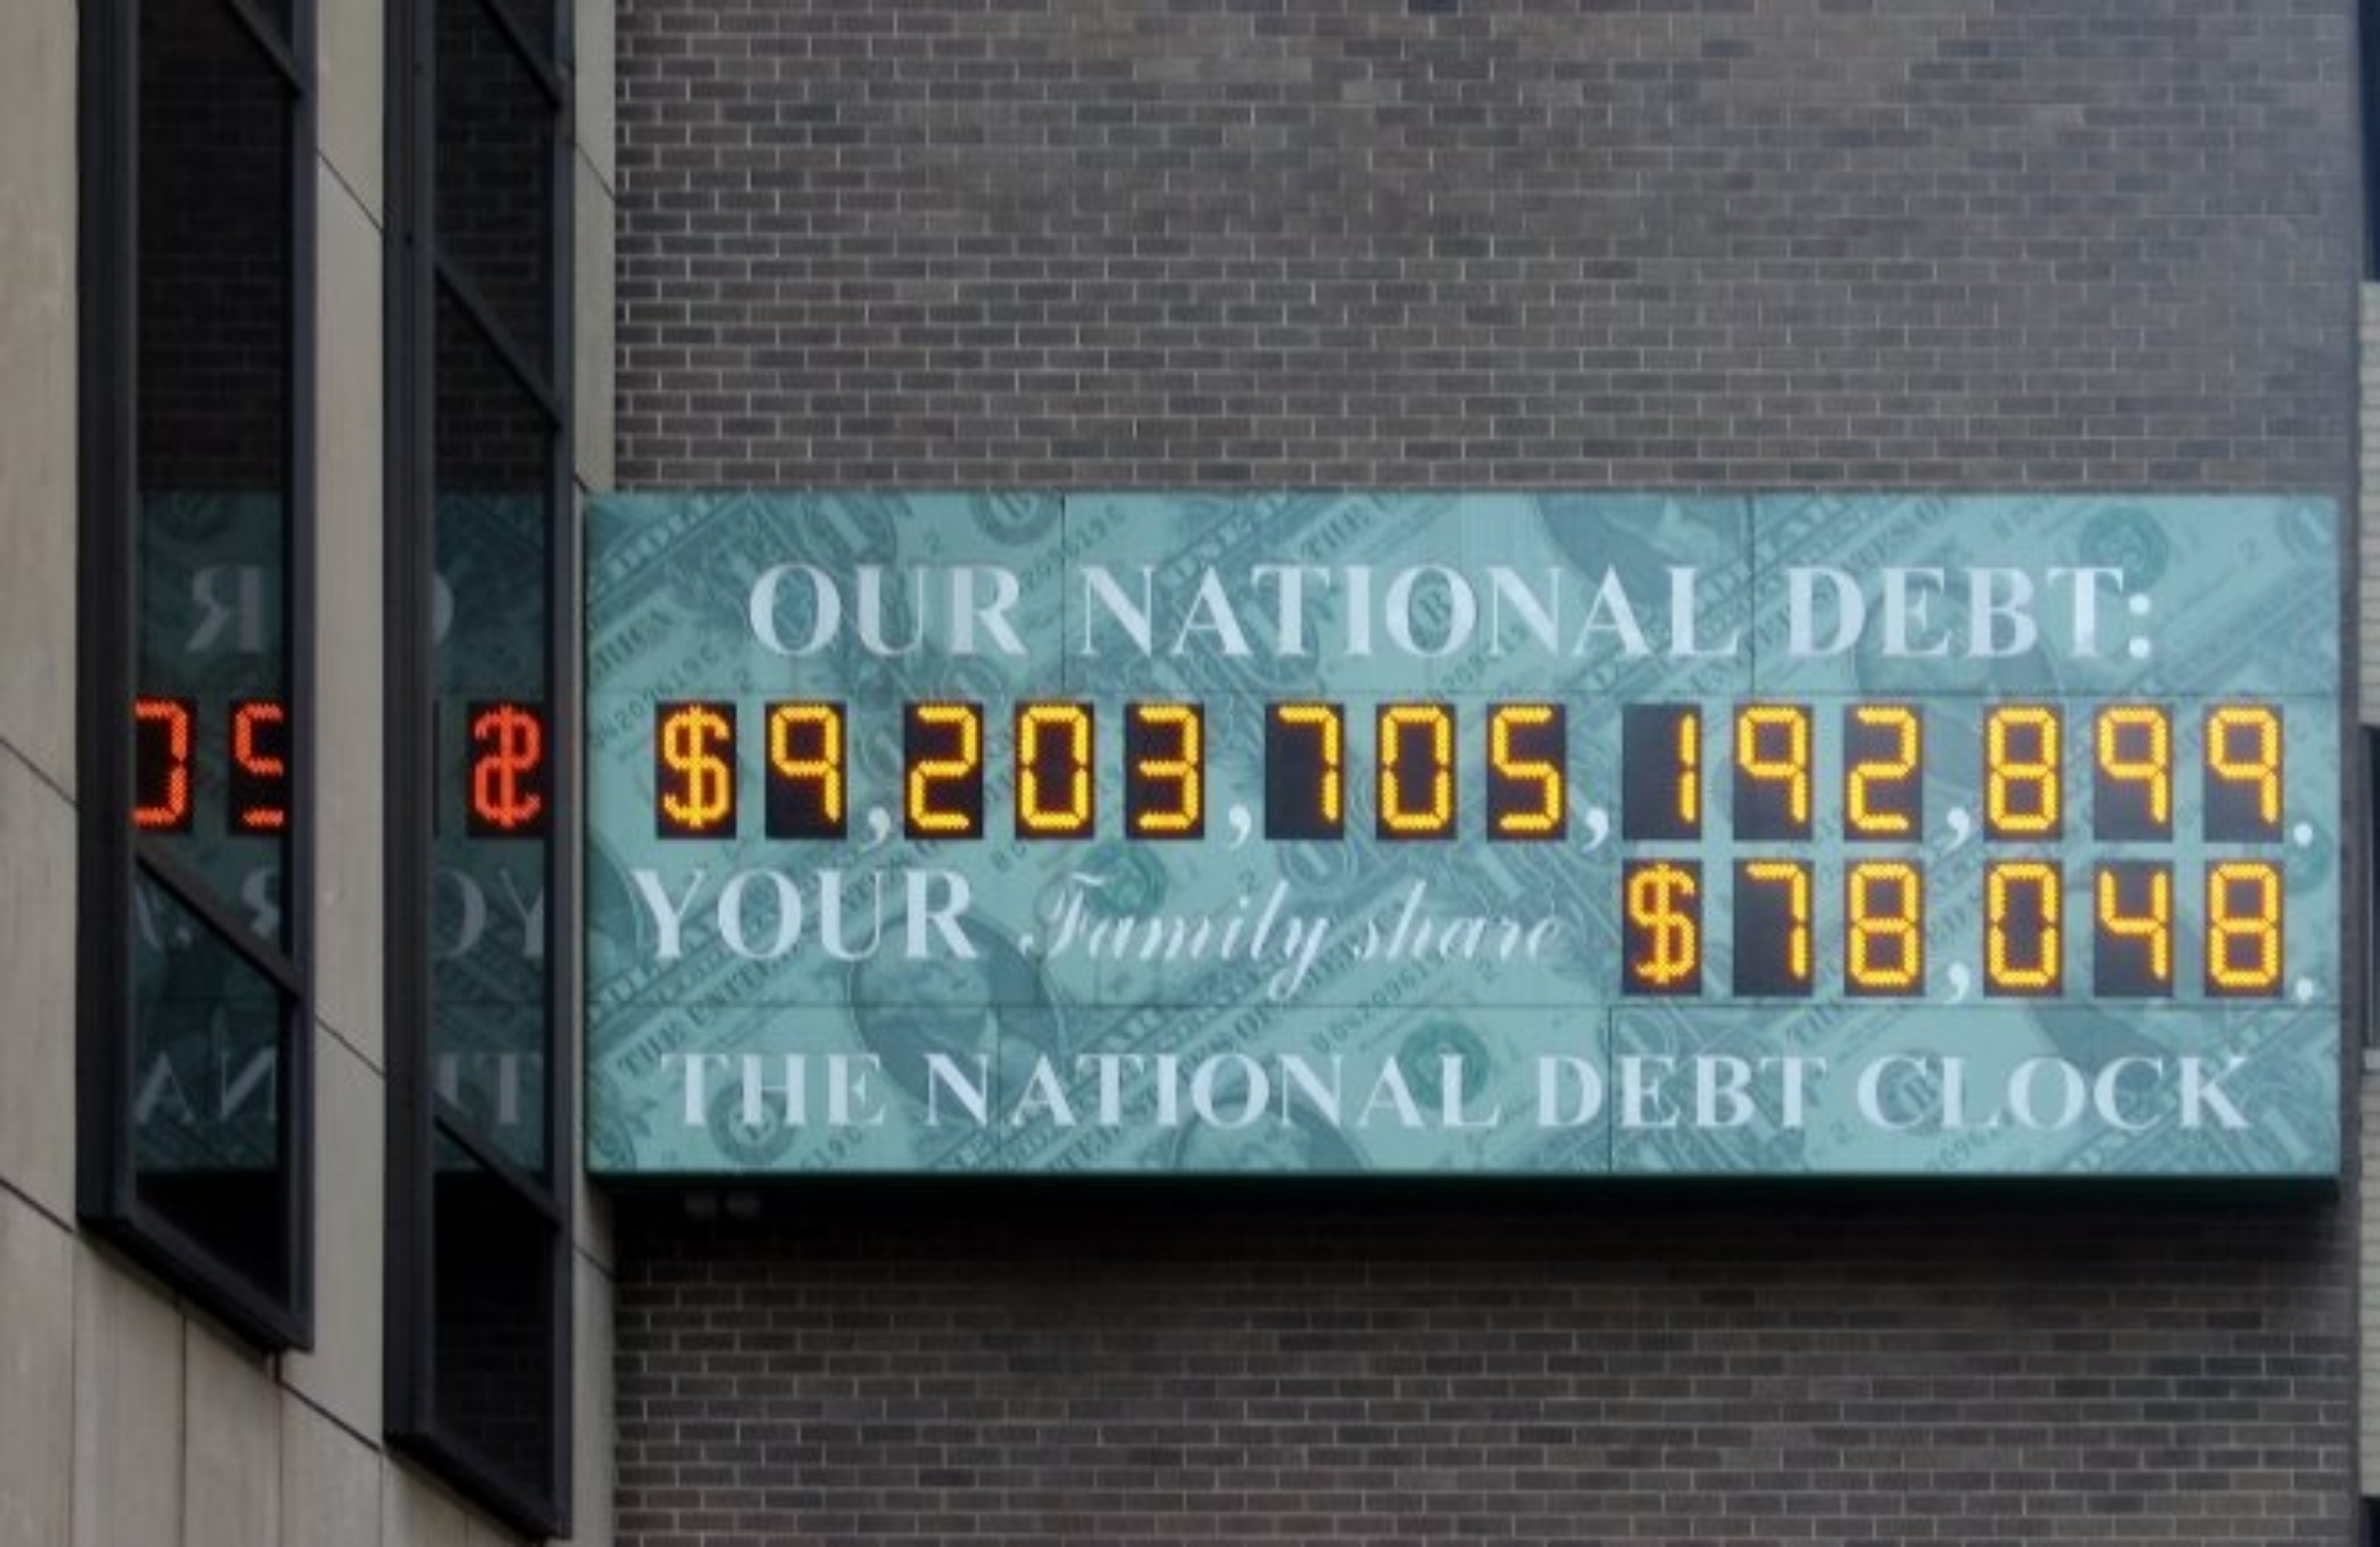 OUR NATIONAL DEBT:
$9,203,705,192,899.
YOUR Family share $78,048.
THE NATIONAL DEBT CLOCK